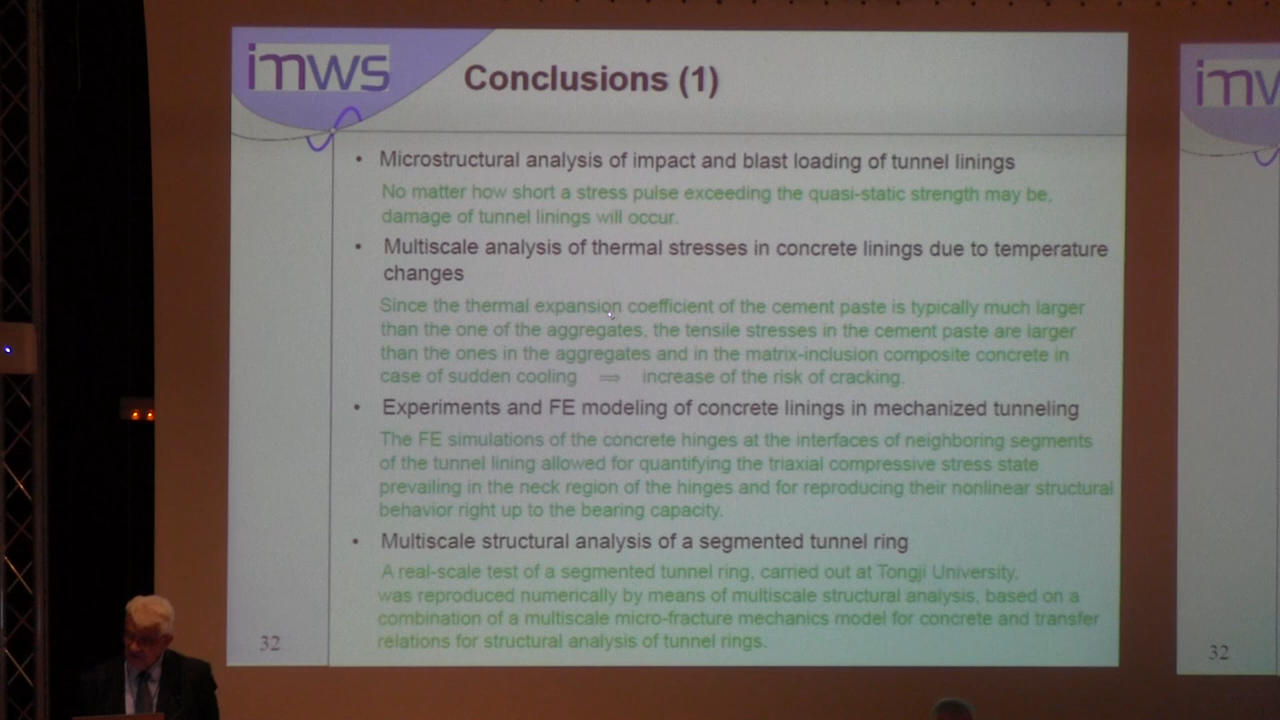 imws
Conclusions (1)
• Microstructural analysis of impact and blast loading of tunnel linings
No matter how short a stress pulse exceeding the quasi-static strength may be,
damage of tunnel linings will occur.
• Multiscale analysis of thermal stresses in concrete linings due to temperature
changes
Since the thermal expansion coefficient of the cement paste is typically much larger
than the one of the aggregates, the tensile stresses in the cement paste are larger
than the ones in the aggregates and in the matrix-inclusion composite concrete in
case of sudden cooling ⟹ increase of the risk of cracking.
• Experiments and FE modeling of concrete linings in mechanized tunneling
The FE simulations of the concrete hinges at the interfaces of neighboring segments
of the tunnel lining allowed for quantifying the triaxial compressive stress state
prevailing in the neck region of the hinges and for reproducing their nonlinear structural
behavior right up to the bearing capacity.
• Multiscale structural analysis of a segmented tunnel ring
A real-scale test of a segmented tunnel ring, carried out at Tongji University,
was reproduced numerically by means of multiscale structural analysis, based on a
combination of a multiscale micro-fracture mechanics model for concrete and transfer
relations for structural analysis of tunnel rings.
32
imw
32